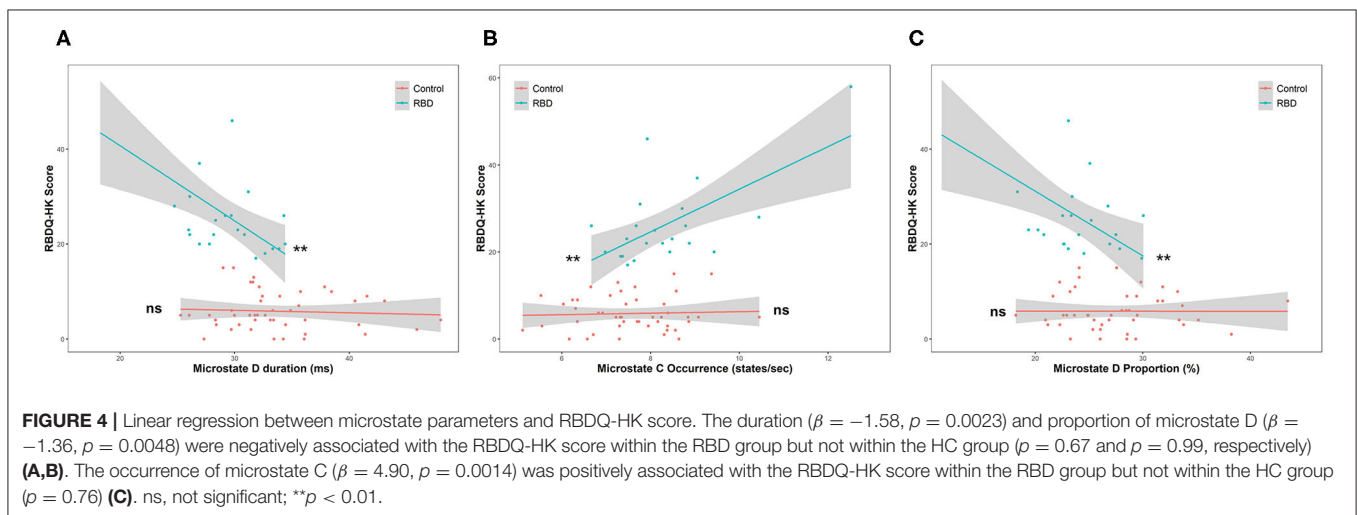 A
B
C
Control
RBD
Control
RBD
Control
RBD
RBDQ-HK Score
40
20
0
**
ns
20
30
40
Microstate D duration (ms)
RBDQ-HK Score
60
40
20
0
**
ns
6
8
10
12
Microstate C Occurrence (states/sec)
RBDQ-HK Score
40
20
0
**
ns
20
30
40
Microstate D Proportion (%)
FIGURE 4 | Linear regression between microstate parameters and RBDQ-HK score. The duration (β = −1.58, p = 0.0023) and proportion of microstate D (β =
−1.36, p = 0.0048) were negatively associated with the RBDQ-HK score within the RBD group but not within the HC group (p = 0.67 and p = 0.99, respectively)
(A,B). The occurrence of microstate C (β = 4.90, p = 0.0014) was positively associated with the RBDQ-HK score within the RBD group but not within the HC group
(p = 0.76) (C). ns, not significant; **p < 0.01.